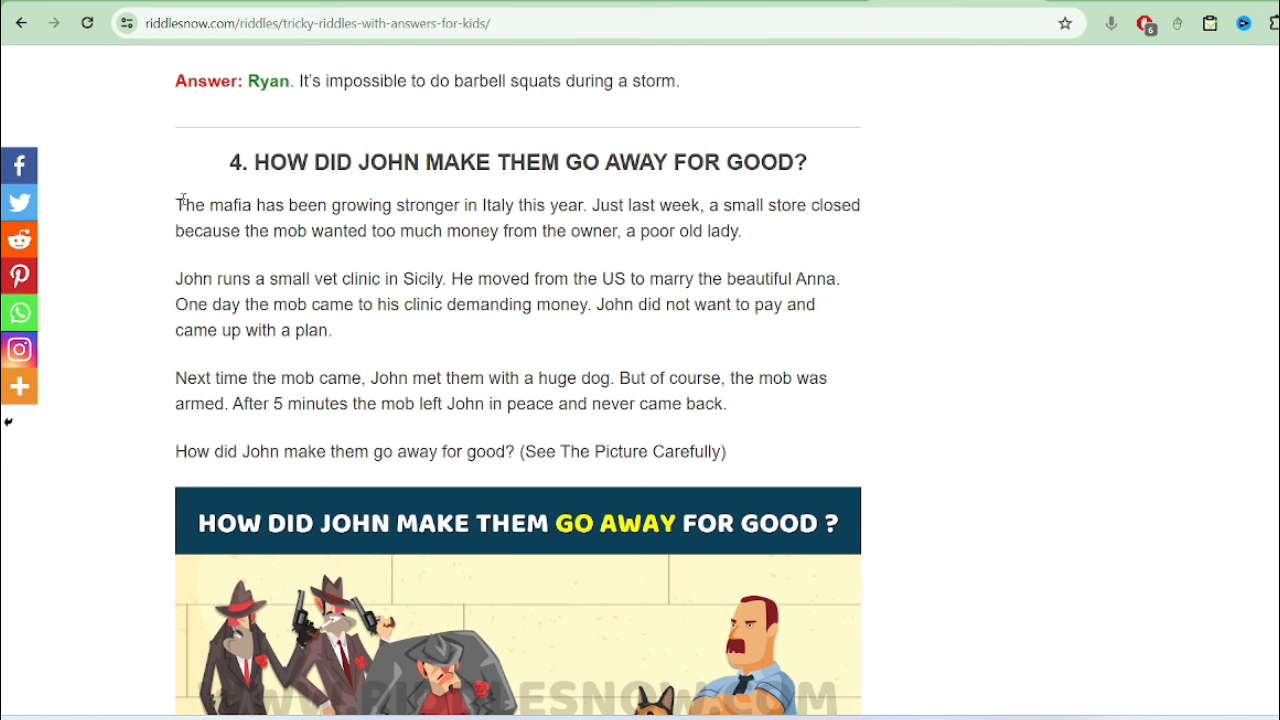 riddlesnow.com/riddles/tricky-riddles-with-answers-for-kids/
6
Answer: Ryan. It's impossible to do barbell squats during a storm.
4. HOW DID JOHN MAKE THEM GO AWAY FOR GOOD?
The mafia has been growing stronger in Italy this year. Just last week, a small store closed
because the mob wanted too much money from the owner, a poor old lady.
John runs a small vet clinic in Sicily. He moved from the US to marry the beautiful Anna.
One day the mob came to his clinic demanding money. John did not want to pay and
came up with a plan.
Next time the mob came, John met them with a huge dog. But of course, the mob was
armed. After 5 minutes the mob left John in peace and never came back.
How did John make them go away for good? (See The Picture Carefully)
HOW DID JOHN MAKE THEM GO AWAY FOR GOOD ?
WWW.RIDDLESNOW.COM